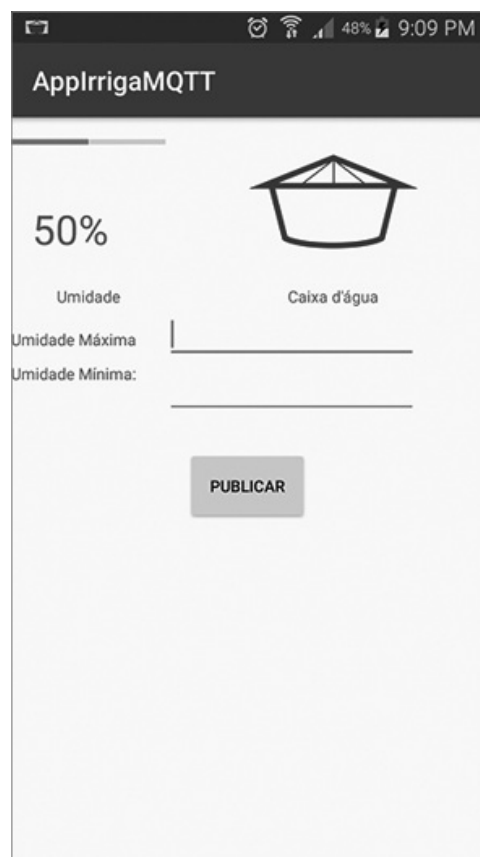 48% 9:09 PM
AppIrrigaMQTT
50%
Umidade Caixa d'água
Umidade Máxima
Umidade Mínima:
PUBLICAR